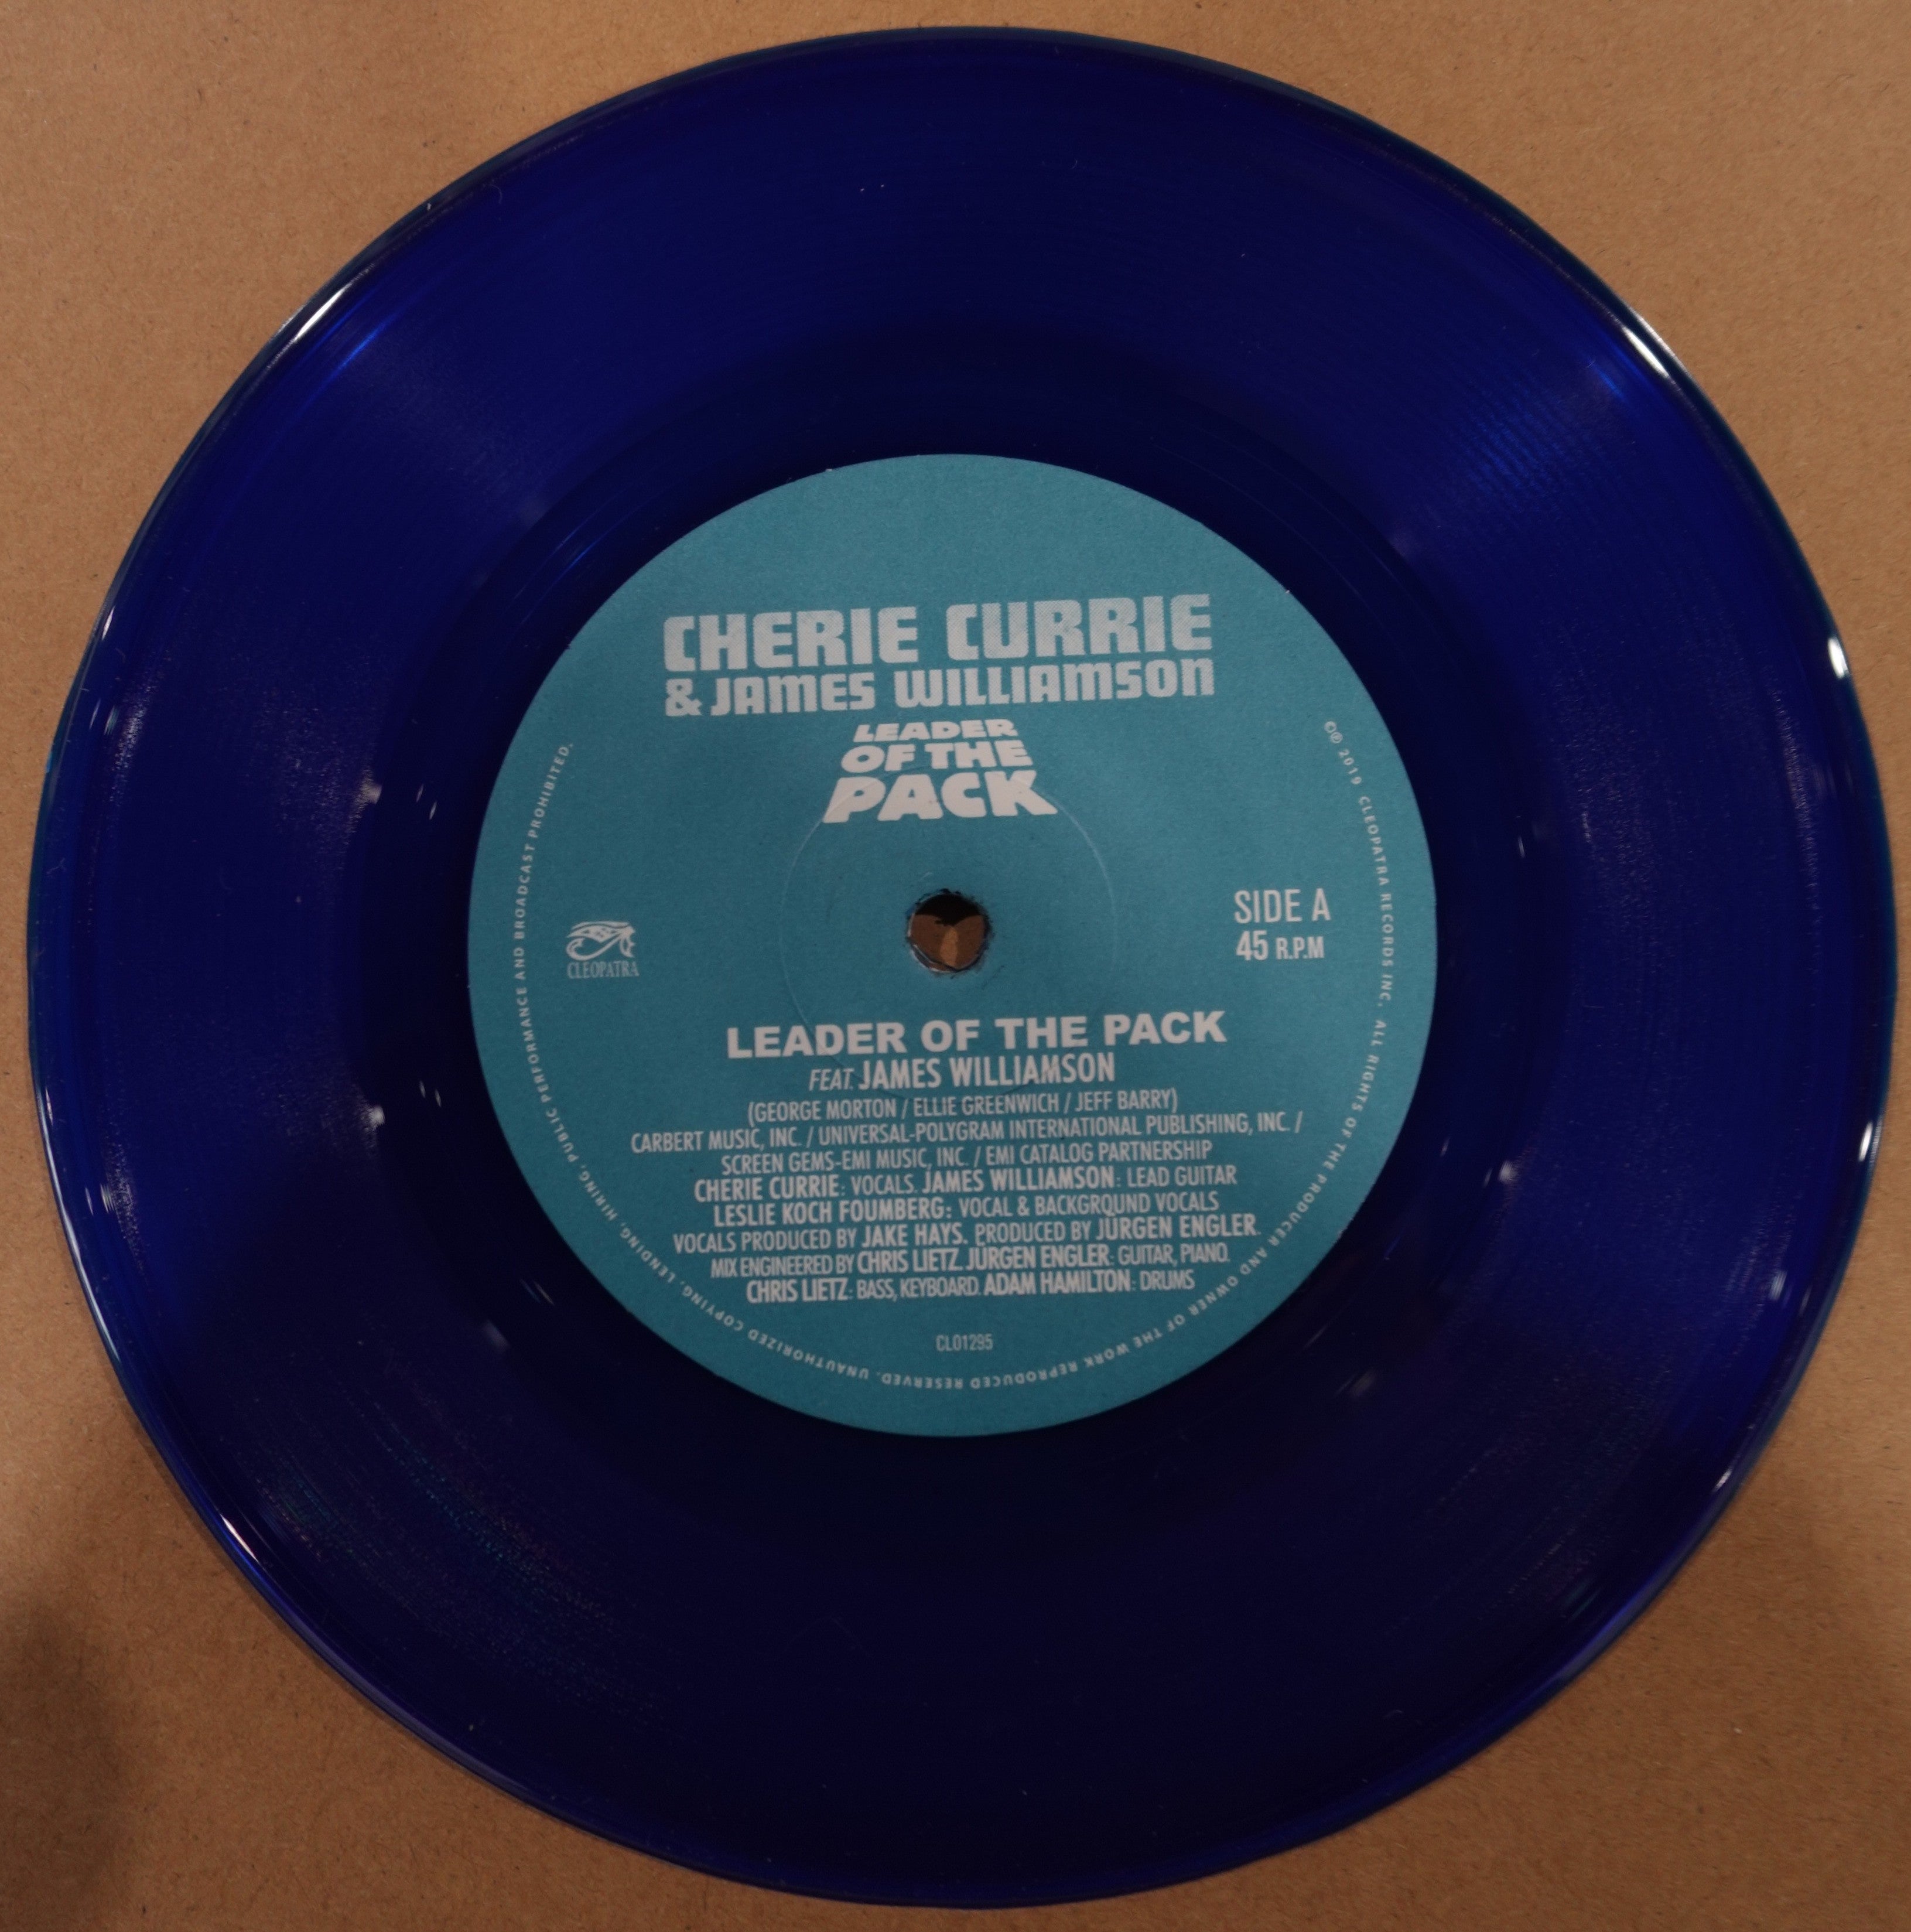 CHERIE CURRIE
& JAMES WILLIAMSON
LEADER
OF THE
PACK
CLEOPATRA
SIDE A
45 R.P.M
LEADER OF THE PACK
FEAT. JAMES WILLIAMSON
(GEORGE MORTON / ELLIE GREENWICH / JEFF BARRY)
CARBERT MUSIC, INC. / UNIVERSAL-POLYGRAM INTERNATIONAL PUBLISHING, INC. /
SCREEN GEMS-EMI MUSIC, INC. / EMI CATALOG PARTNERSHIP
CHERIE CURRIE: VOCALS. JAMES WILLIAMSON: LEAD GUITAR
LESLIE KOCH FOUMBERG: VOCAL & BACKGROUND VOCALS
VOCALS PRODUCED BY JAKE HAYS. PRODUCED BY JÜRGEN ENGLER.
MIX ENGINEERED BY CHRIS LIETZ. JÜRGEN ENGLER: GUITAR, PIANO.
CHRIS LIETZ: BASS, KEYBOARD. ADAM HAMILTON: DRUMS
CLO1295
©℗ 2019 CLEOPATRA RECORDS INC. ALL RIGHTS OF THE PRODUCER AND OWNER OF THE WORK REPRODUCED RESERVED. UNAUTHORIZED COPYING, LENDING, HIRING, PUBLIC PERFORMANCE AND BROADCAST PROHIBITED.